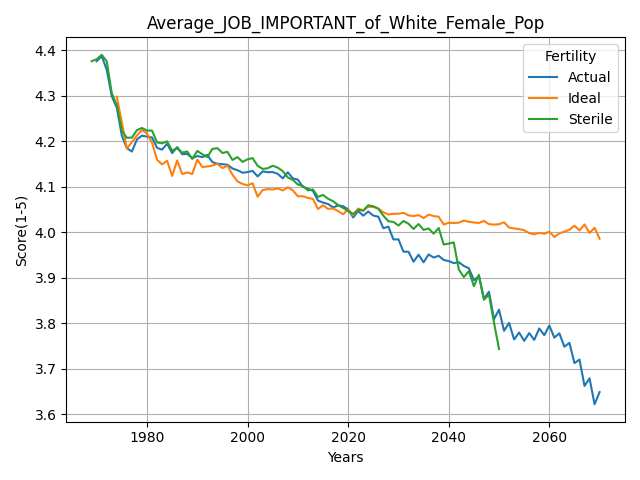 Average_JOB_IMPORTANT_of_White_Female_Pop
Fertility
Actual
Ideal
Sterile
Score(1-5)
4.4
4.3
4.2
4.1
4.0
3.9
3.8
3.7
3.6
1980 2000 2020 2040 2060
Years